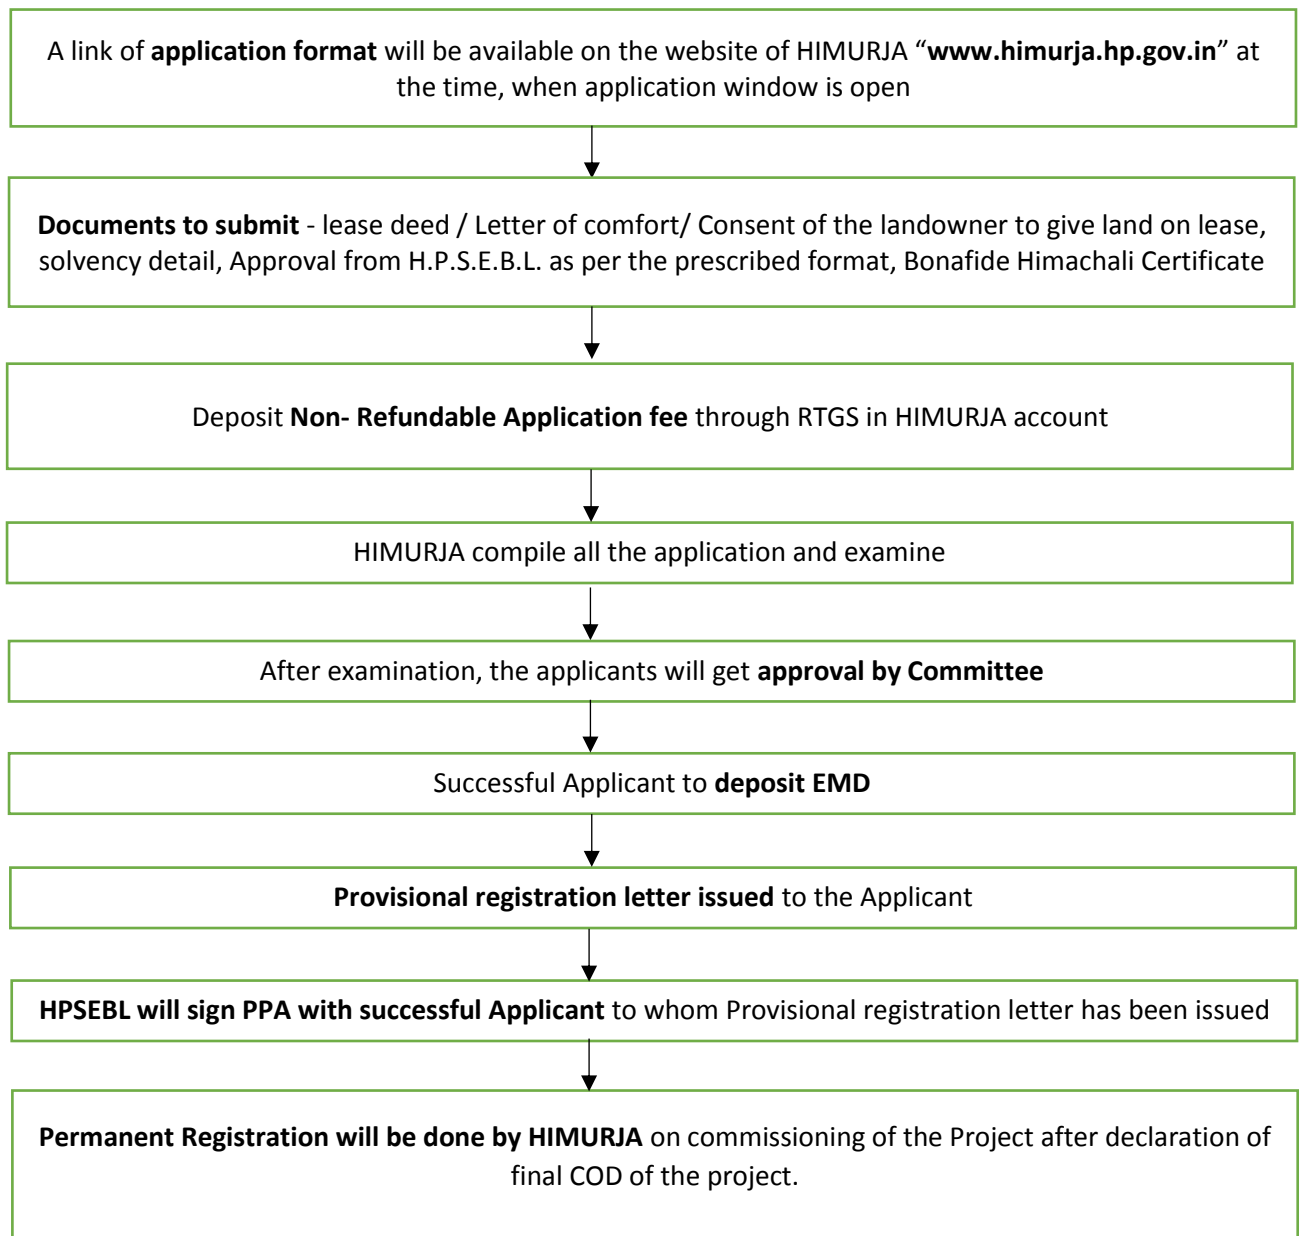 A link of application format will be available on the website of HIMURJA “www.himurja.hp.gov.in” at
the time, when application window is open
Documents to submit - lease deed / Letter of comfort/ Consent of the landowner to give land on lease,
solvency detail, Approval from H.P.S.E.B.L. as per the prescribed format, Bonafide Himachali Certificate
Deposit Non- Refundable Application fee through RTGS in HIMURJA account
HIMURJA compile all the application and examine
After examination, the applicants will get approval by Committee
Successful Applicant to deposit EMD
Provisional registration letter issued to the Applicant
HPSEBL will sign PPA with successful Applicant to whom Provisional registration letter has been issued
Permanent Registration will be done by HIMURJA on commissioning of the Project after declaration of
final COD of the project.